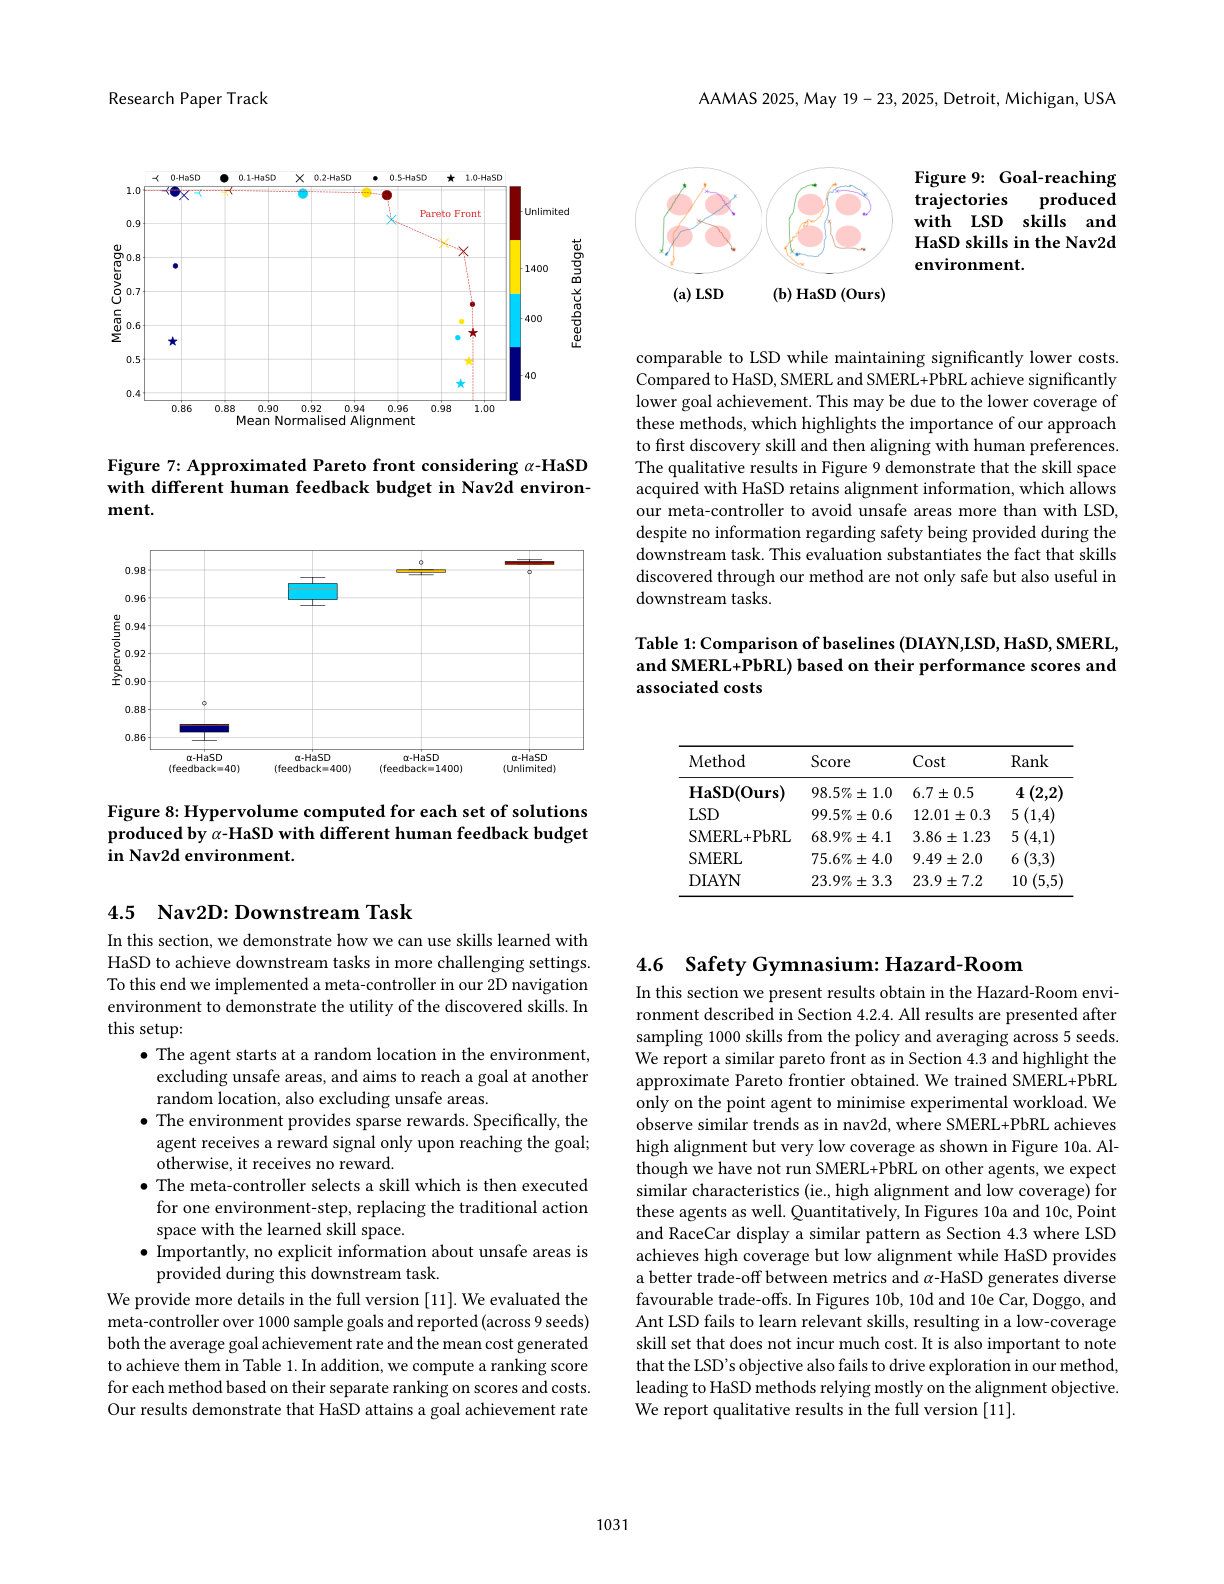 Research Paper Track
AAMAS 2025, May 19 – 23, 2025, Detroit, Michigan, USA
0-HaSD 0.1-HaSD 0.2-HaSD 0.5-HaSD 1.0-HaSD
1.0
0.9
0.8
0.7
0.6
0.5
0.4
Mean Coverage
Pareto Front
0.86 0.88 0.90 0.92 0.94 0.96 0.98 1.00
Mean Normalised Alignment
Unlimited
1400
400
40
Feedback Budget
Figure 7: Approximated Pareto front considering α-HaSD
with different human feedback budget in Nav2d environ-
ment.
0.98
0.96
0.94
0.92
0.90
0.88
0.86
Hypervolume
α-HaSD
(feedback=40)
α-HaSD
(feedback=400)
α-HaSD
(feedback=1400)
α-HaSD
(Unlimited)
Figure 8: Hypervolume computed for each set of solutions
produced by α-HaSD with different human feedback budget
in Nav2d environment.
4.5 Nav2D: Downstream Task
In this section, we demonstrate how we can use skills learned with
HaSD to achieve downstream tasks in more challenging settings.
To this end we implemented a meta-controller in our 2D navigation
environment to demonstrate the utility of the discovered skills. In
this setup:
• The agent starts at a random location in the environment,
excluding unsafe areas, and aims to reach a goal at another
random location, also excluding unsafe areas.
• The environment provides sparse rewards. Specifically, the
agent receives a reward signal only upon reaching the goal;
otherwise, it receives no reward.
• The meta-controller selects a skill which is then executed
for one environment-step, replacing the traditional action
space with the learned skill space.
• Importantly, no explicit information about unsafe areas is
provided during this downstream task.
We provide more details in the full version [11]. We evaluated the
meta-controller over 1000 sample goals and reported (across 9 seeds)
both the average goal achievement rate and the mean cost generated
to achieve them in Table 1. In addition, we compute a ranking score
for each method based on their separate ranking on scores and costs.
Our results demonstrate that HaSD attains a goal achievement rate
(a) LSD
(b) HaSD (Ours)
Figure 9: Goal-reaching
trajectories produced
with LSD skills and
HaSD skills in the Nav2d
environment.
comparable to LSD while maintaining significantly lower costs.
Compared to HaSD, SMERL and SMERL+PbRL achieve significantly
lower goal achievement. This may be due to the lower coverage of
these methods, which highlights the importance of our approach
to first discovery skill and then aligning with human preferences.
The qualitative results in Figure 9 demonstrate that the skill space
acquired with HaSD retains alignment information, which allows
our meta-controller to avoid unsafe areas more than with LSD,
despite no information regarding safety being provided during the
downstream task. This evaluation substantiates the fact that skills
discovered through our method are not only safe but also useful in
downstream tasks.
Table 1: Comparison of baselines (DIAYN,LSD, HaSD, SMERL,
and SMERL+PbRL) based on their performance scores and
associated costs
Method Score Cost Rank
HaSD(Ours) 98.5% ± 1.0 6.7 ± 0.5 4 (2,2)
LSD 99.5% ± 0.6 12.01 ± 0.3 5 (1,4)
SMERL+PbRL 68.9% ± 4.1 3.86 ± 1.23 5 (4,1)
SMERL 75.6% ± 4.0 9.49 ± 2.0 6 (3,3)
DIAYN 23.9% ± 3.3 23.9 ± 7.2 10 (5,5)
4.6 Safety Gymnasium: Hazard-Room
In this section we present results obtain in the Hazard-Room envi-
ronment described in Section 4.2.4. All results are presented after
sampling 1000 skills from the policy and averaging across 5 seeds.
We report a similar pareto front as in Section 4.3 and highlight the
approximate Pareto frontier obtained. We trained SMERL+PbRL
only on the point agent to minimise experimental workload. We
observe similar trends as in nav2d, where SMERL+PbRL achieves
high alignment but very low coverage as shown in Figure 10a. Al-
though we have not run SMERL+PbRL on other agents, we expect
similar characteristics (ie., high alignment and low coverage) for
these agents as well. Quantitatively, In Figures 10a and 10c, Point
and RaceCar display a similar pattern as Section 4.3 where LSD
achieves high coverage but low alignment while HaSD provides
a better trade-off between metrics and α-HaSD generates diverse
favourable trade-offs. In Figures 10b, 10d and 10e Car, Doggo, and
Ant LSD fails to learn relevant skills, resulting in a low-coverage
skill set that does not incur much cost. It is also important to note
that the LSD's objective also fails to drive exploration in our method,
leading to HaSD methods relying mostly on the alignment objective.
We report qualitative results in the full version [11].
1031